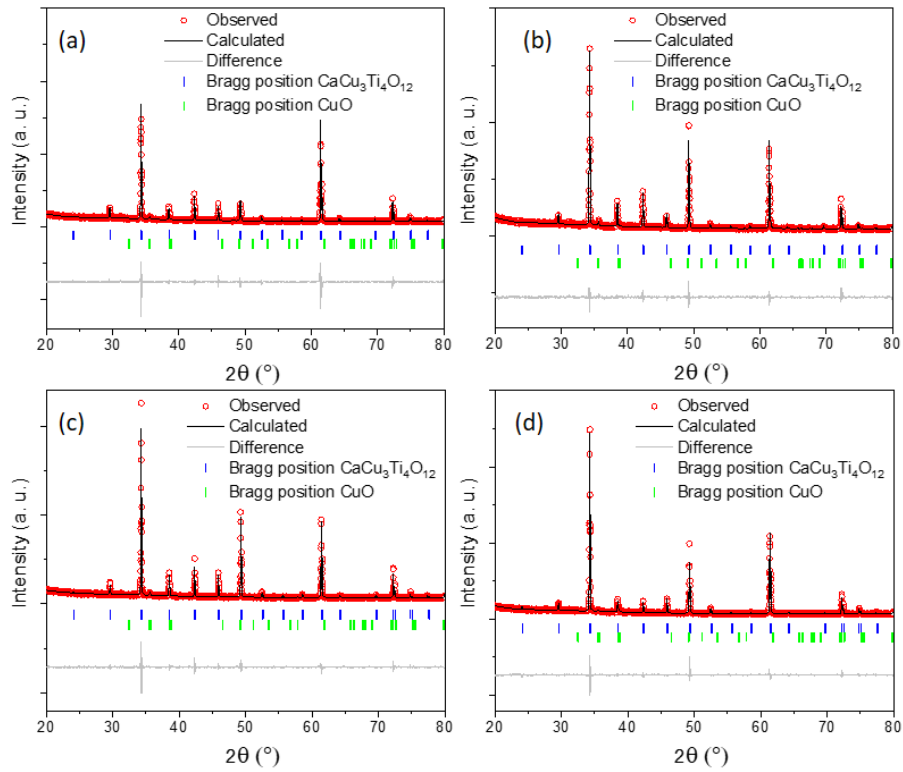 (a)
Observed
Calculated
Difference
Bragg position CaCu₃Ti₄O₁₂
Bragg position CuO
Intensity (a. u.)
20 30 40 50 60 70 80
2θ (°)
(b)
Observed
Calculated
Difference
Bragg position CaCu₃Ti₄O₁₂
Bragg position CuO
Intensity (a. u.)
20 30 40 50 60 70 80
2θ (°)
(c)
Observed
Calculated
Difference
Bragg position CaCu₃Ti₄O₁₂
Bragg position CuO
Intensity (a. u.)
20 30 40 50 60 70 80
2θ (°)
(d)
Observed
Calculated
Difference
Bragg position CaCu₃Ti₄O₁₂
Bragg position CuO
Intensity (a. u.)
20 30 40 50 60 70 80
2θ (°)